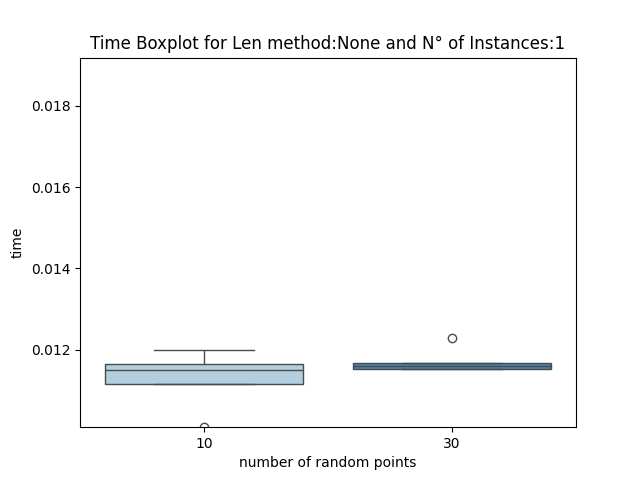 Time Boxplot for Len method:None and N° of Instances:1
0.018
0.016
0.014
0.012
time
10
30
number of random points